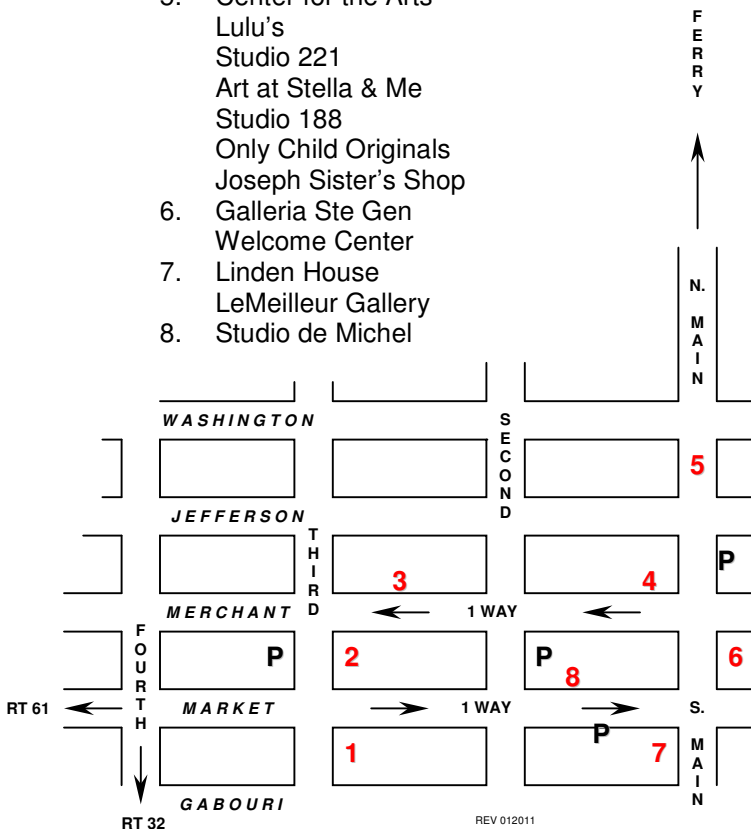 5. Center for the Arts
Lulu's
Studio 221
Art at Stella & Me
Studio 188
Only Child Originals
Joseph Sister's Shop
6. Galleria Ste Gen
Welcome Center
7. Linden House
LeMeilleur Gallery
8. Studio de Michel
FERRY
N. MAIN
WASHINGTON
SECOND
5
JEFFERSON
THIRD
P
3
4
MERCHANT
1 WAY
FOURTH
P
2
P
8
6
RT 61
MARKET
1 WAY
S. MAIN
P
1
7
GABOURI
RT 32
REV 012011